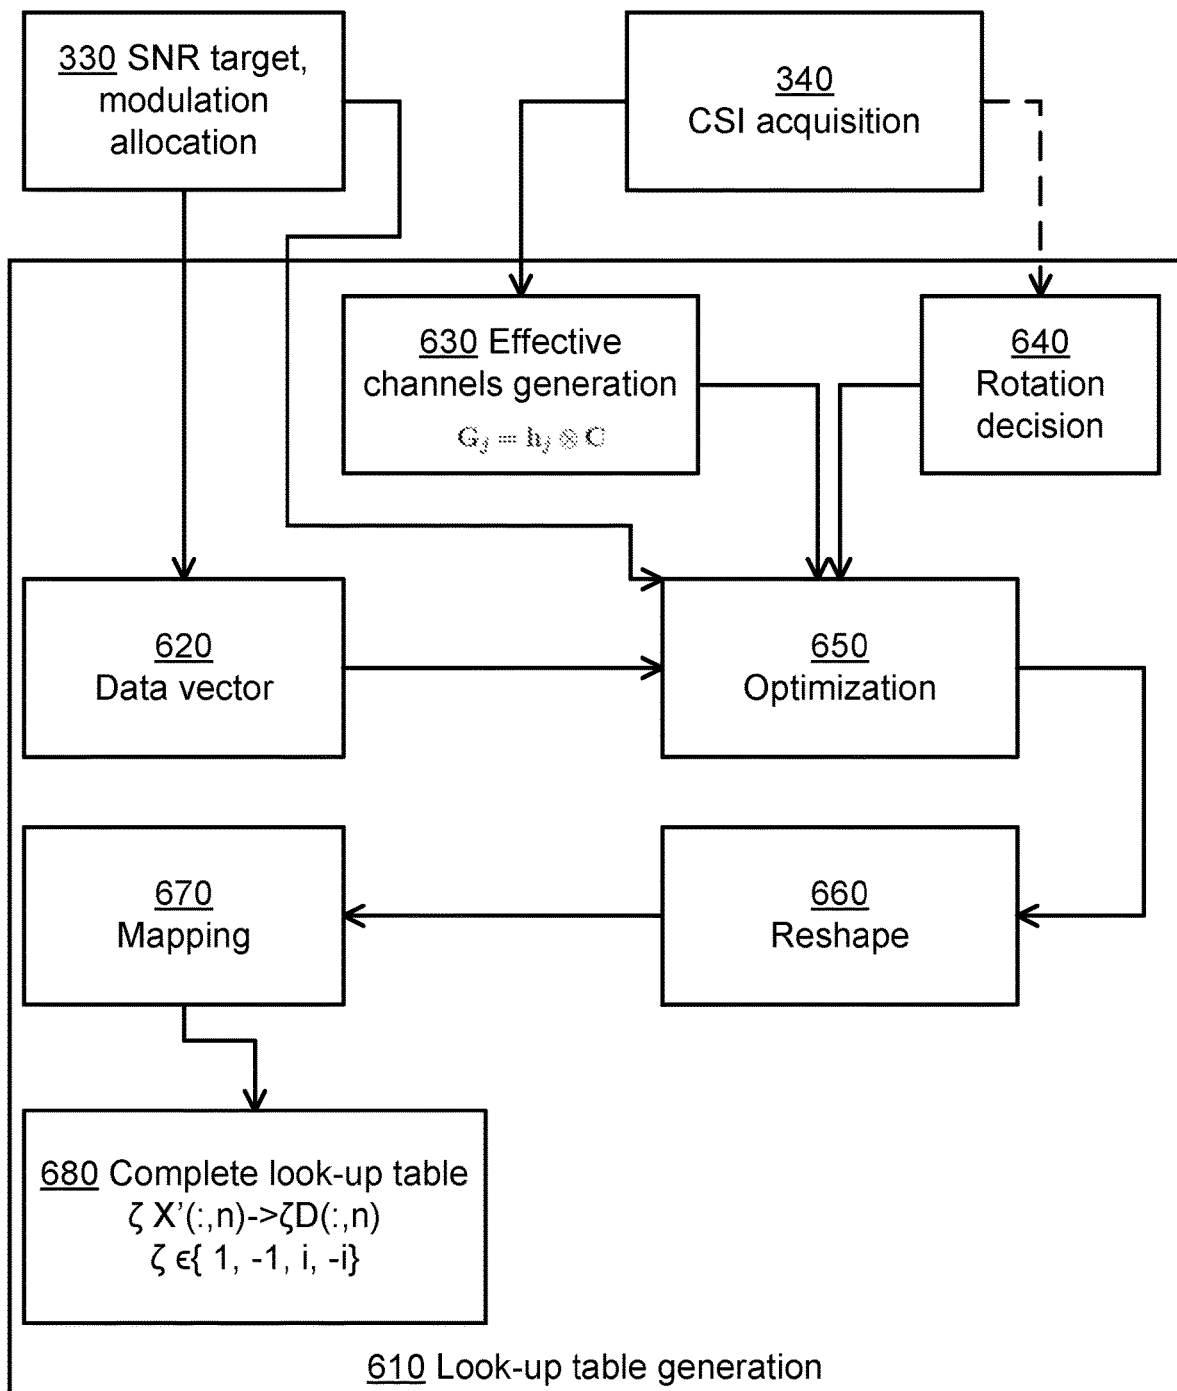 330 SNR target,
modulation
allocation
340
CSI acquisition
630 Effective
channels generation
G_j = h_j ⊗ C
640
Rotation
decision
620
Data vector
650
Optimization
670
Mapping
660
Reshape
680 Complete look-up table
ζ X'(:,n)->ζD(:,n)
ζ ϵ{ 1, -1, i, -i}
610 Look-up table generation